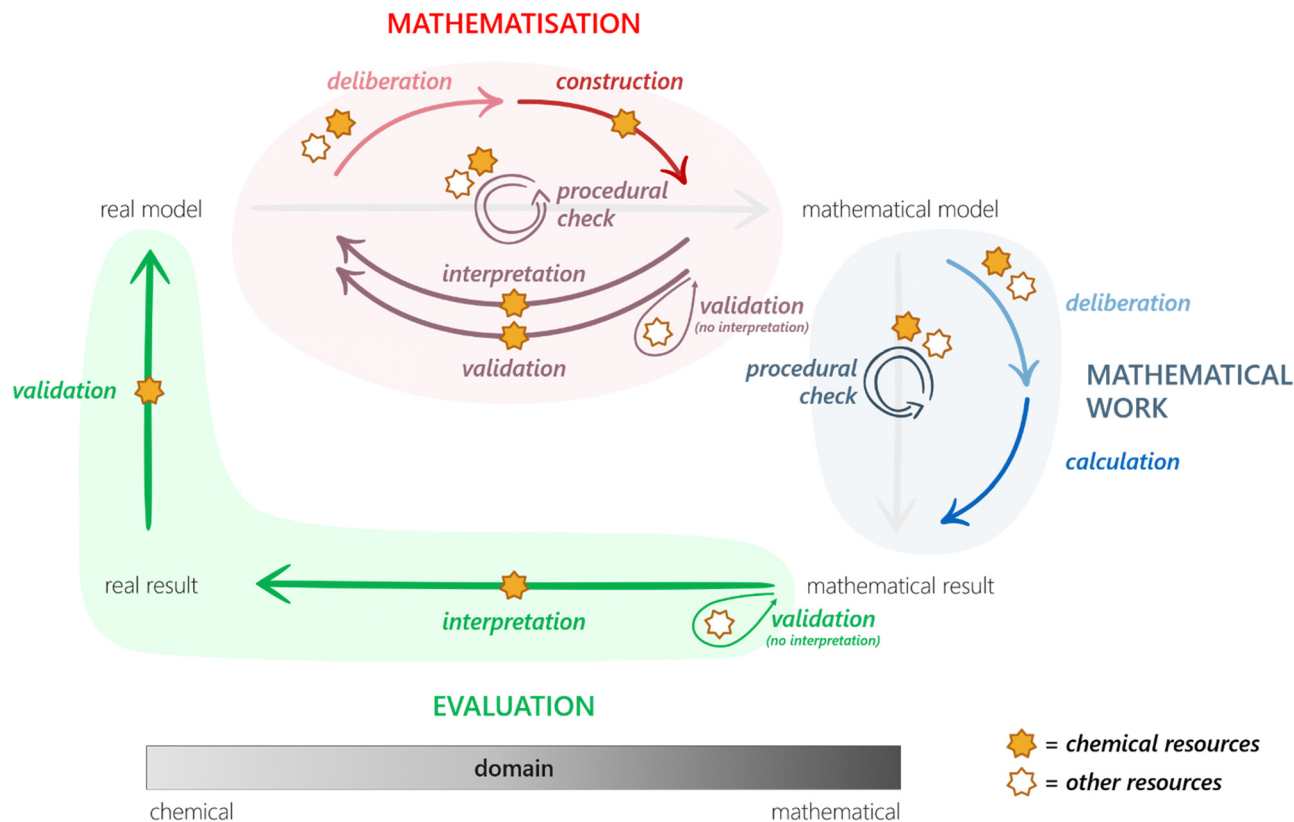 MATHEMATISATION
deliberation
construction
procedural
check
real model
mathematical model
interpretation
validation
(no interpretation)
validation
deliberation
procedural
check
MATHEMATICAL
WORK
validation
calculation
real result
mathematical result
interpretation
validation
(no interpretation)
EVALUATION
domain
chemical
mathematical
= chemical resources
= other resources